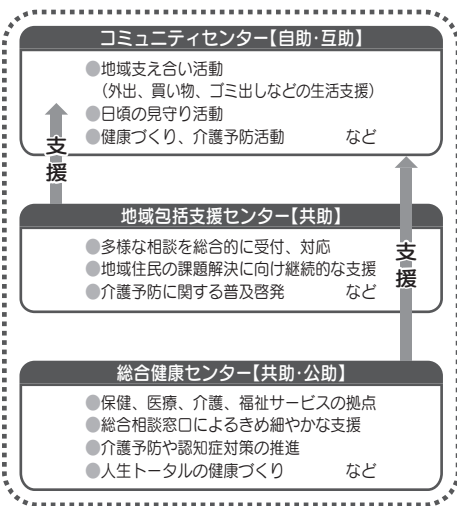 コミュニティセンター【自助・互助】
●地域支え合い活動
（外出、買い物、ゴミ出しなどの生活支援）
●日頃の見守り活動
●健康づくり、介護予防活動　　など
支援
地域包括支援センター【共助】
●多様な相談を総合的に受付、対応
●地域住民の課題解決に向け継続的な支援
●介護予防に関する普及啓発　　など
支援
総合健康センター【共助・公助】
●保健、医療、介護、福祉サービスの拠点
●総合相談窓口によるきめ細やかな支援
●介護予防や認知症対策の推進
●人生トータルの健康づくり　　など